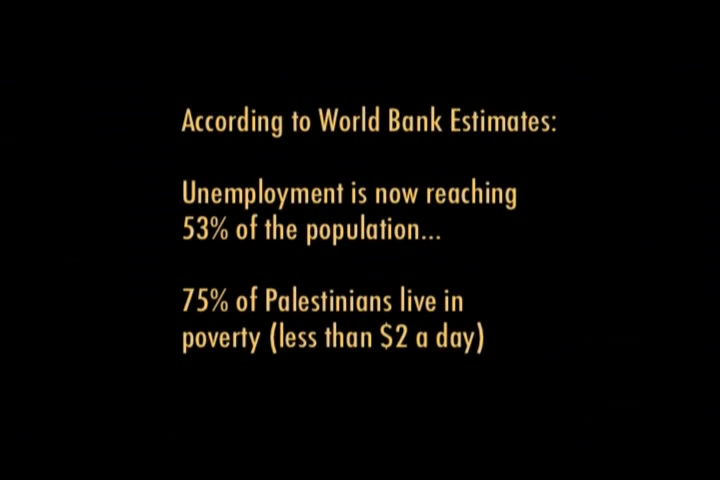 According to World Bank Estimates:
Unemployment is now reaching
53% of the population...
75% of Palestinians live in
poverty (less than $2 a day)